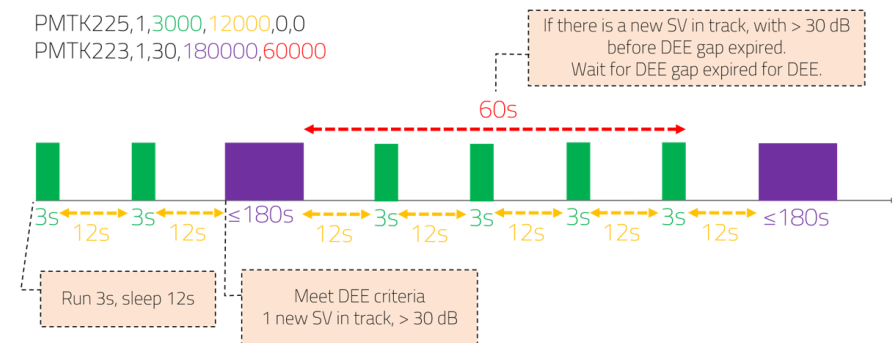 PMTK225,1,3000,12000,0,0
PMTK223,1,30,180000,60000
If there is a new SV in track, with > 30 dB
before DEE gap expired.
Wait for DEE gap expired for DEE.
60s
3s
12s
3s
12s
≤180s
12s
3s
12s
3s
12s
3s
12s
3s
12s
≤180s
Run 3s, sleep 12s
Meet DEE criteria
1 new SV in track, > 30 dB